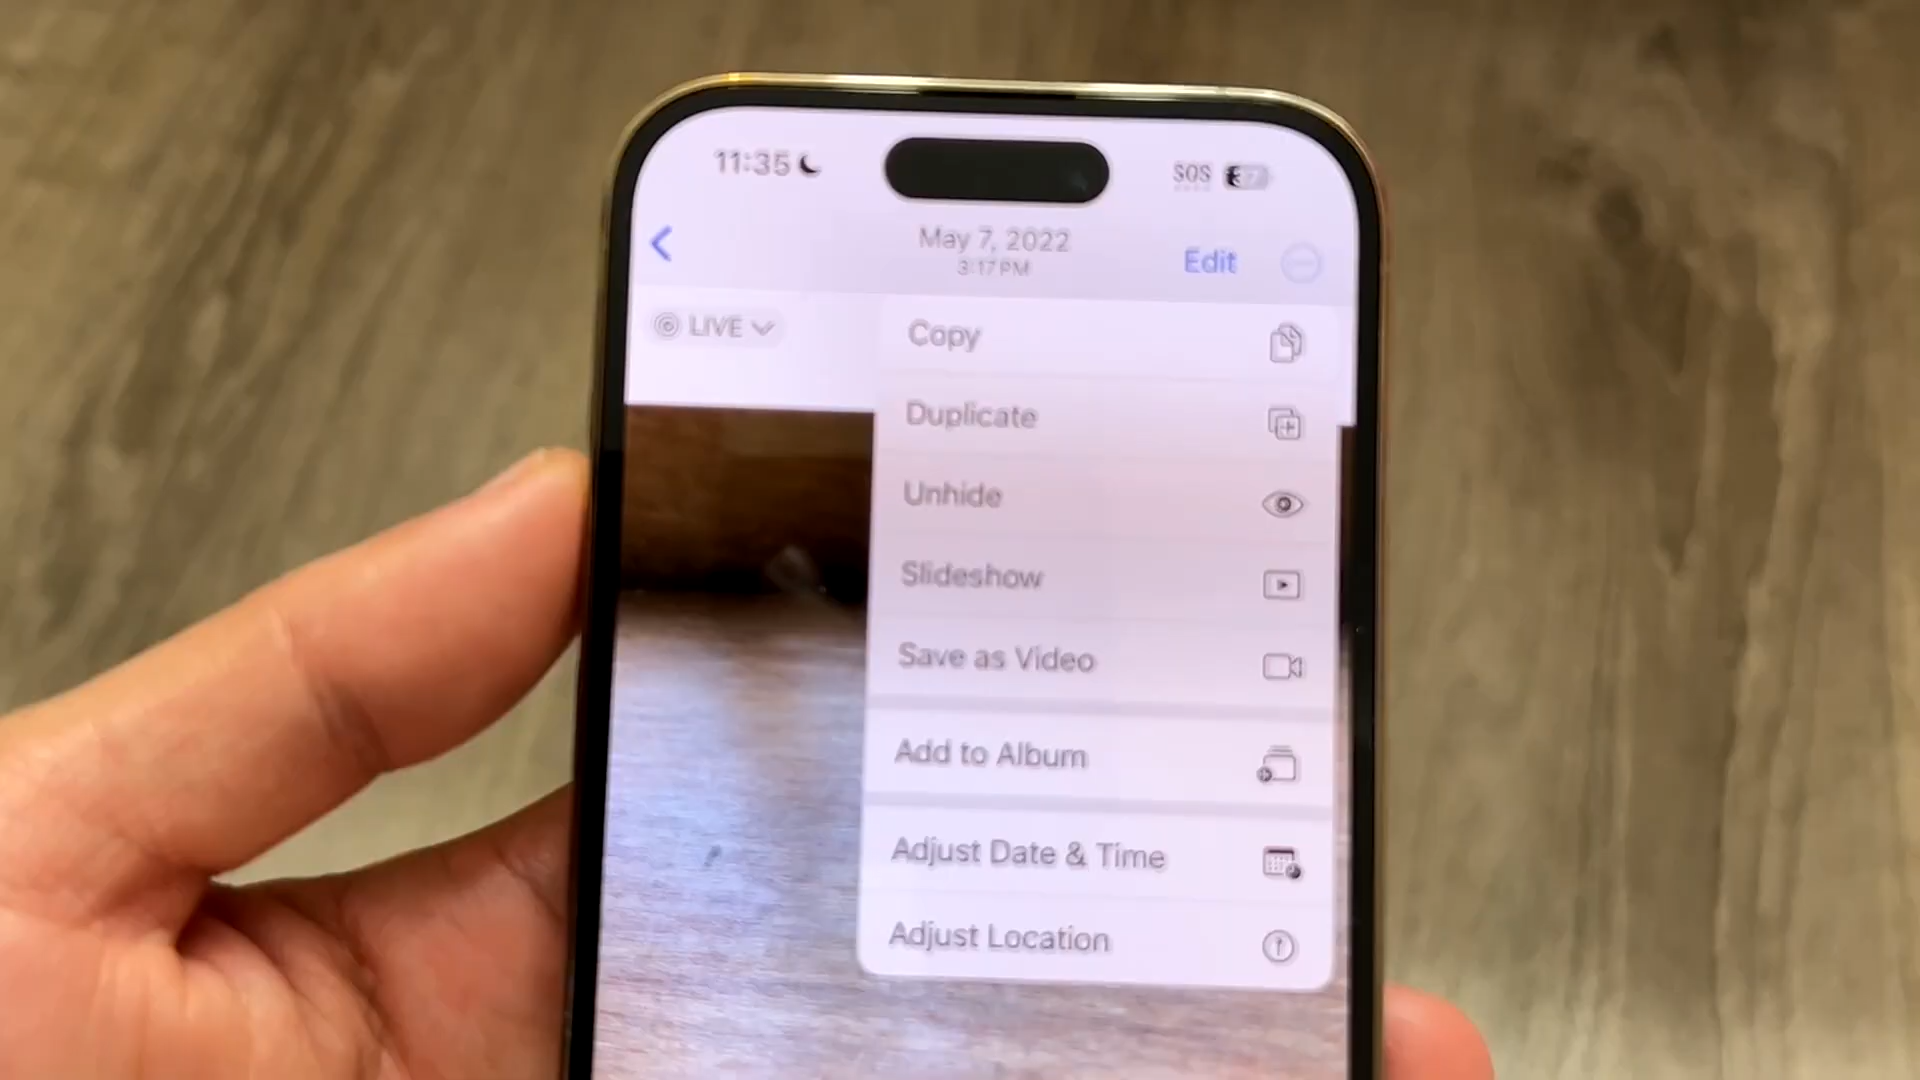 11:35
SOS 37
May 7, 2022
3:17 PM
Edit
LIVE
Copy
Duplicate
Unhide
Slideshow
Save as Video
Add to Album
Adjust Date & Time
Adjust Location